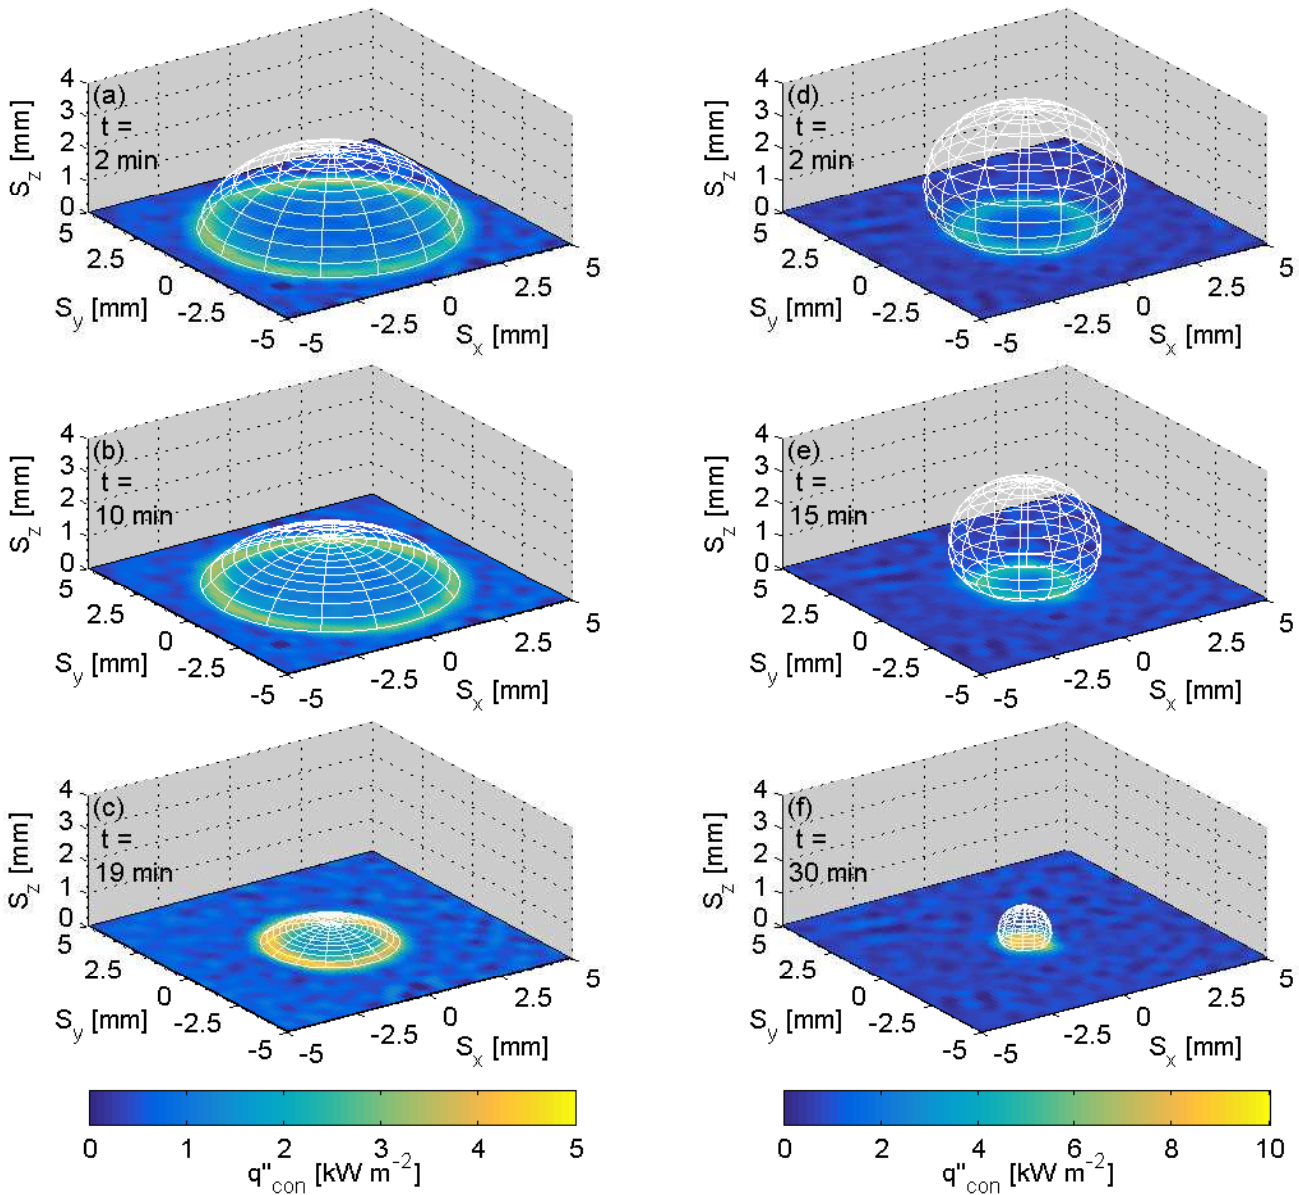 (a)
t =
2 min
S_z [mm]
4
3
2
1
0
5
2.5
0
-2.5
-5
S_y [mm]
-5
-2.5
0
2.5
5
S_x [mm]
(d)
t =
2 min
S_z [mm]
4
3
2
1
0
5
2.5
0
-2.5
-5
S_y [mm]
-5
-2.5
0
2.5
5
S_x [mm]
(b)
t =
10 min
S_z [mm]
4
3
2
1
0
5
2.5
0
-2.5
-5
S_y [mm]
-5
-2.5
0
2.5
5
S_x [mm]
(e)
t =
15 min
S_z [mm]
4
3
2
1
0
5
2.5
0
-2.5
-5
S_y [mm]
-5
-2.5
0
2.5
5
S_x [mm]
(c)
t =
19 min
S_z [mm]
4
3
2
1
0
5
2.5
0
-2.5
-5
S_y [mm]
-5
-2.5
0
2.5
5
S_x [mm]
(f)
t =
30 min
S_z [mm]
4
3
2
1
0
5
2.5
0
-2.5
-5
S_y [mm]
-5
-2.5
0
2.5
5
S_x [mm]
0 1 2 3 4 5
q"_con [kW m^-2]
0 2 4 6 8 10
q"_con [kW m^-2]